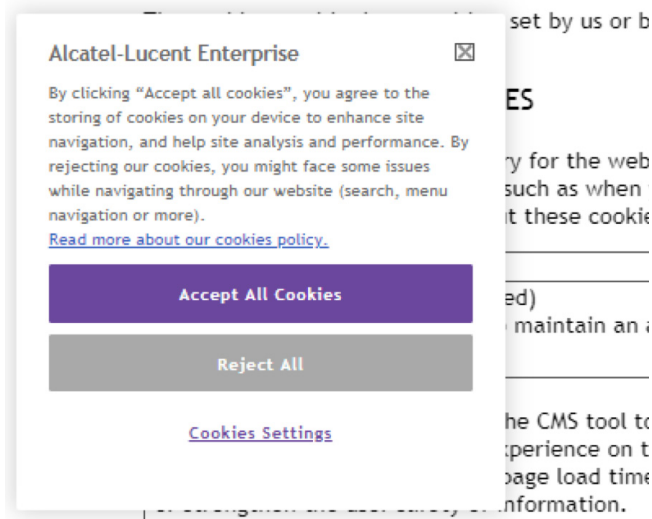 set by us or b
Alcatel-Lucent Enterprise
By clicking “Accept all cookies”, you agree to the
storing of cookies on your device to enhance site
navigation, and help site analysis and performance. By
rejecting our cookies, you might face some issues
while navigating through our website (search, menu
navigation or more).
Read more about our cookies policy.
Accept All Cookies
Reject All
Cookies Settings
ES
ry for the web
such as when
t these cookie
ed)
maintain an a
he CMS tool to
xperience on t
page load time
information.